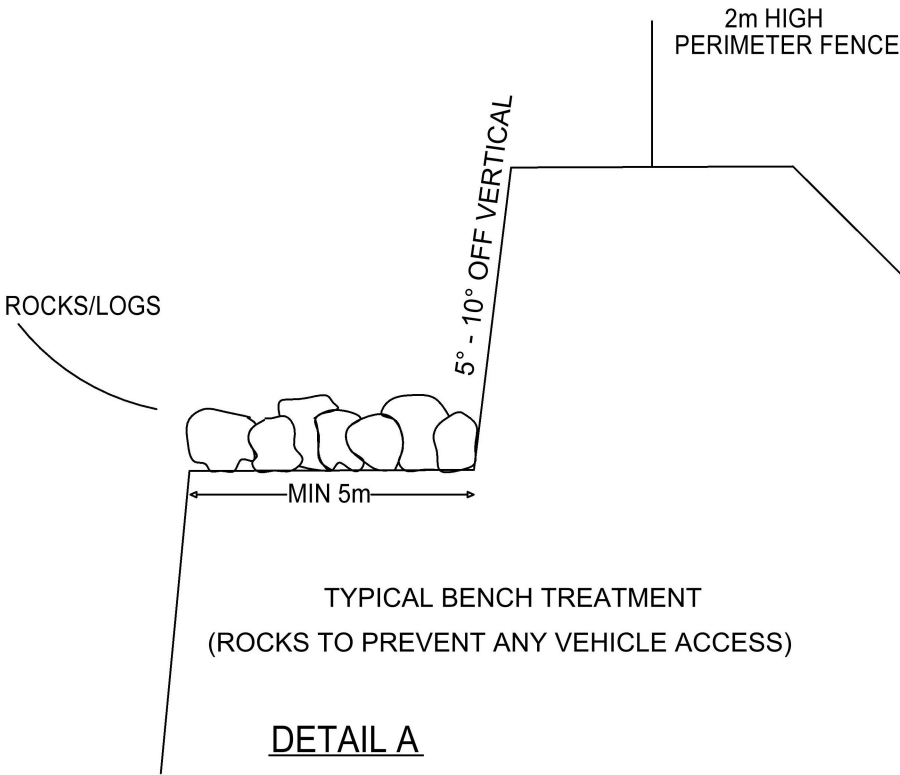 2m HIGH
PERIMETER FENCE
5° - 10° OFF VERTICAL
ROCKS/LOGS
MIN 5m
TYPICAL BENCH TREATMENT
(ROCKS TO PREVENT ANY VEHICLE ACCESS)
DETAIL A